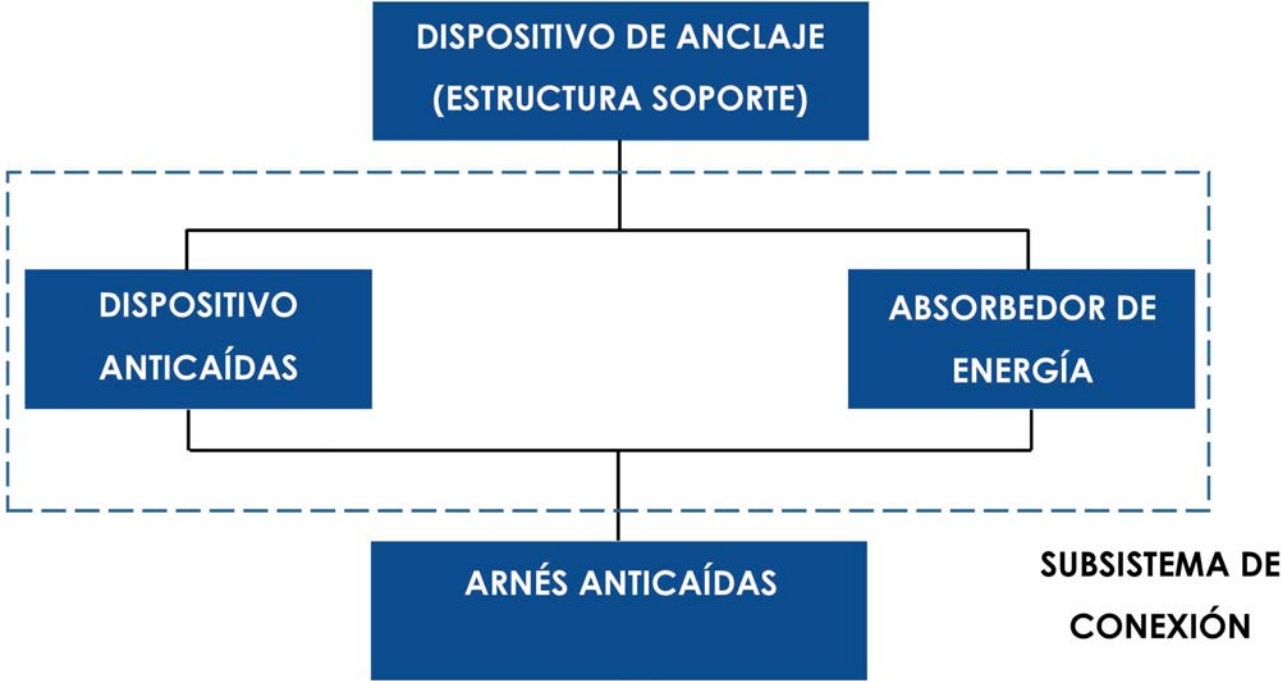 DISPOSITIVO DE ANCLAJE
(ESTRUCTURA SOPORTE)
DISPOSITIVO
ANTICAÍDAS
ABSORBEDOR DE
ENERGÍA
ARNÉS ANTICAÍDAS
SUBSISTEMA DE
CONEXIÓN